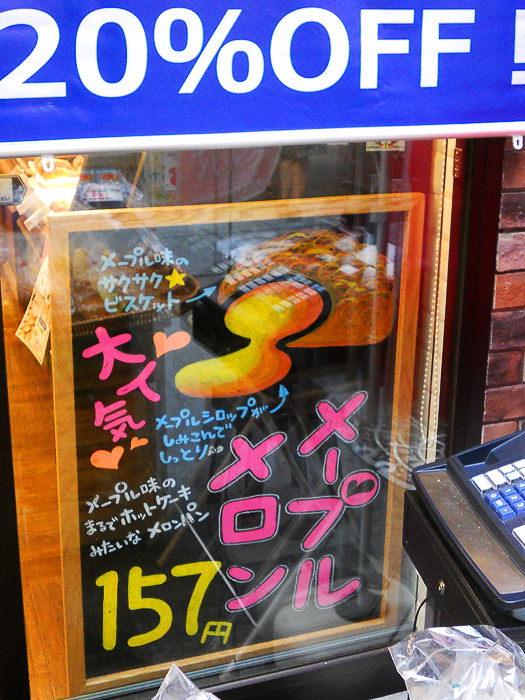 20%OFF!
メープル味の
サクサク
ビスケット
大人気
メープルシロップが
しみこんで
しっとり
メープル
メロン
メープル味の
まるでホットケーキ
みたいなメロンパン
157円